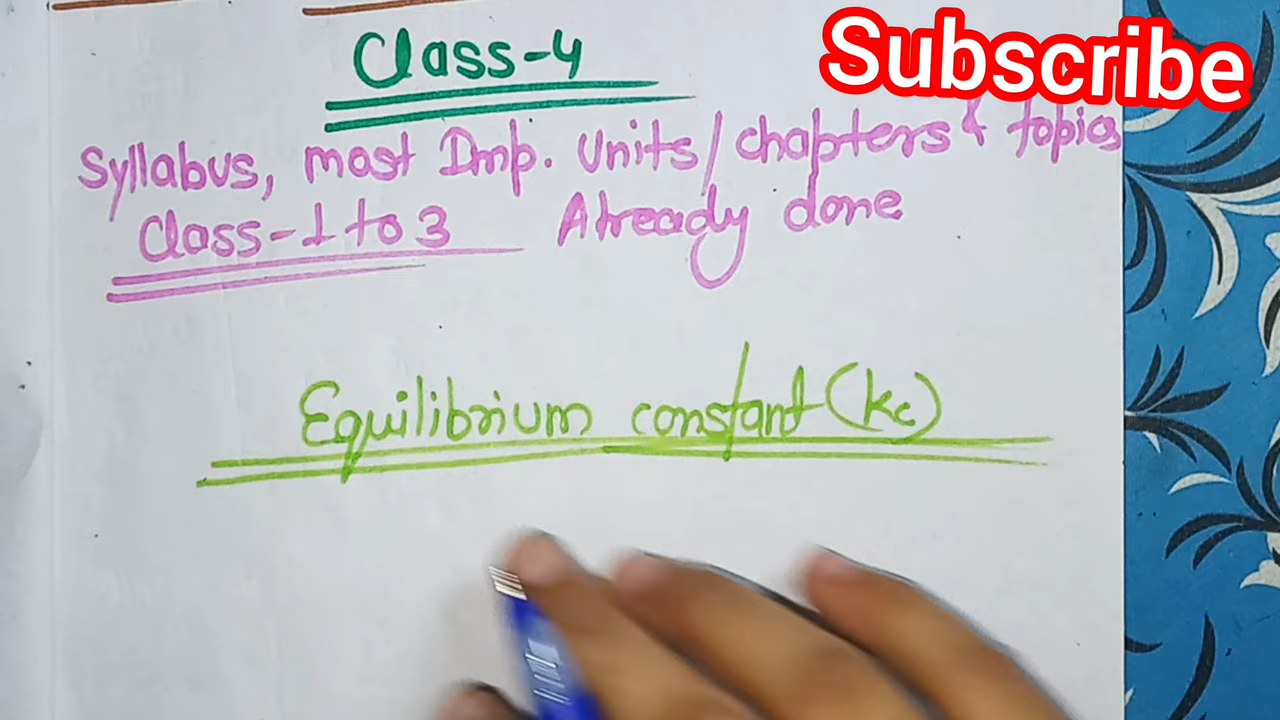 Class-4
Subscribe
Syllabus, most Imp. Units/chapters & topics
Class-1 to 3 Already done
Equilibrium constant (Kc)